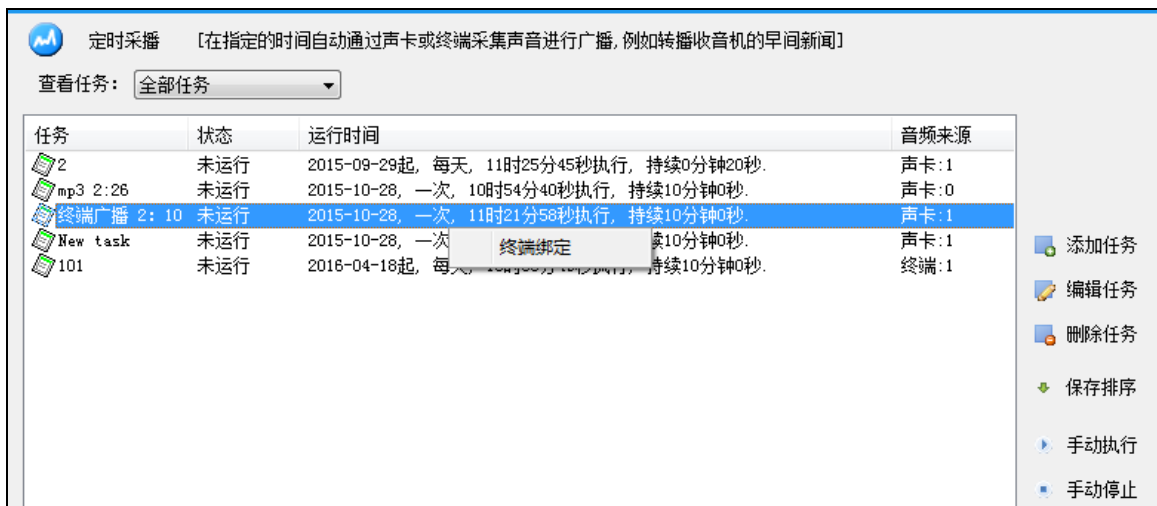 定时采播 [在指定的时间自动通过声卡或终端采集声音进行广播,例如转播收音机的早间新闻]
查看任务: 全部任务
任务 状态 运行时间 音频来源
2 未运行 2015-09-29起, 每天, 11时25分45秒执行, 持续0分钟20秒. 声卡:1
mp3 2:26 未运行 2015-10-28, 一次, 10时54分40秒执行, 持续10分钟0秒. 声卡:0
终端广播 2: 10 未运行 2015-10-28, 一次, 11时21分58秒执行, 持续10分钟0秒. 声卡:1
New task 未运行 2015-10-28, 一次 续10分钟0秒. 声卡:1
终端绑定
101 未运行 2016-04-18起, 每天, 持续10分钟0秒. 终端:1
添加任务
编辑任务
删除任务
保存排序
手动执行
手动停止